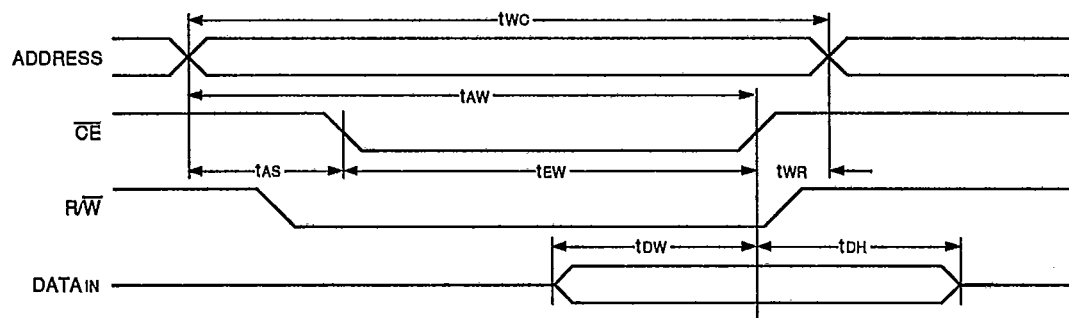 tWC
ADDRESS
tAW
CE
tAS
tEW
tWR
R/W
tDW
tDH
DATA IN